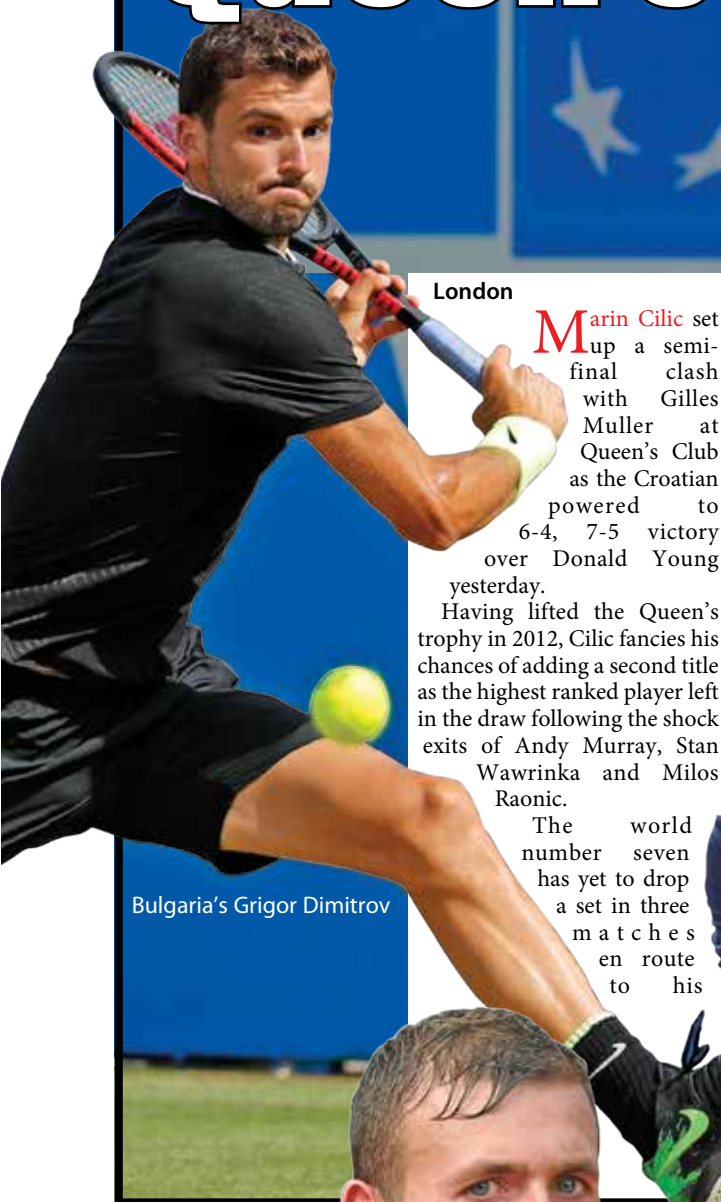 London
Marin Cilic set
up a semi-
final clash
with Gilles
Muller at
Queen's Club
as the Croatian
powered to
6-4, 7-5 victory
over Donald Young
yesterday.
Having lifted the Queen's
trophy in 2012, Cilic fancies his
chances of adding a second title
as the highest ranked player left
in the draw following the shock
exits of Andy Murray, Stan
Wawrinka and Milos
Raonic.
The world
number seven
has yet to drop
a set in three
matches
en route
to his
Bulgaria's Grigor Dimitrov